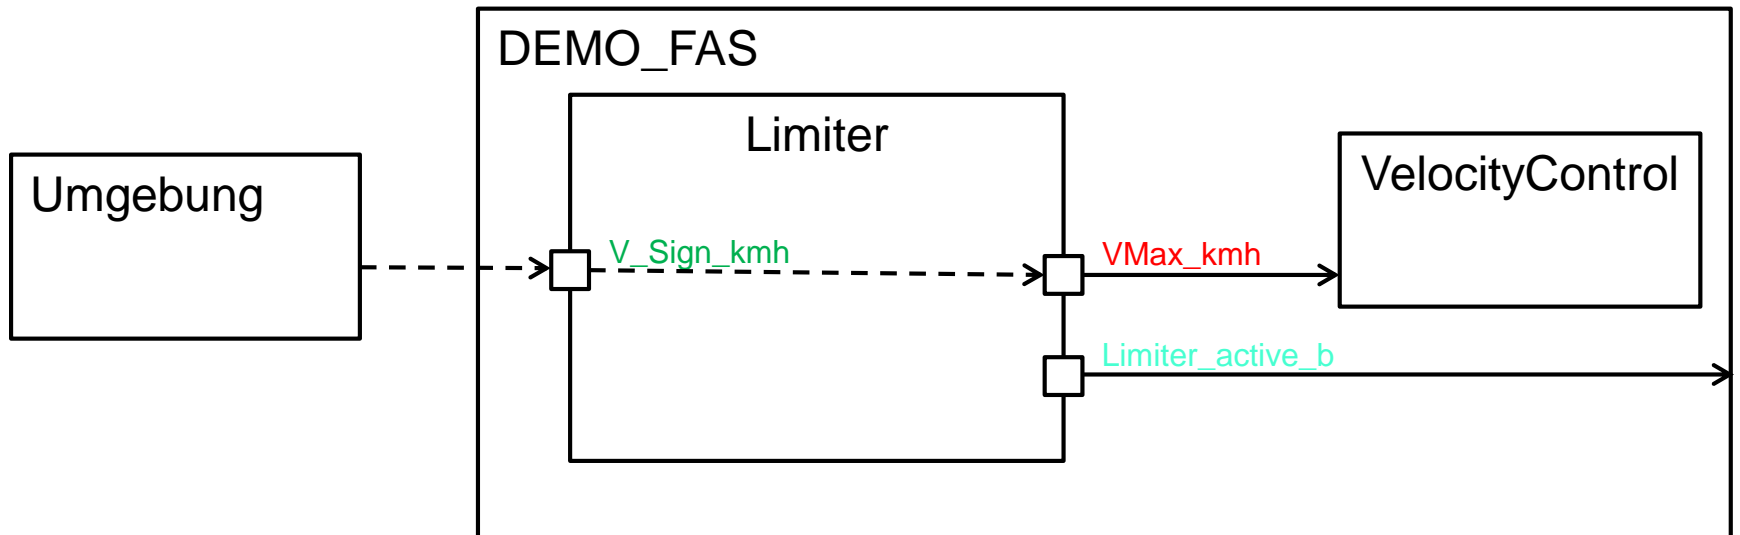 DEMO_FAS
Limiter
Umgebung
VelocityControl
V_Sign_kmh
VMax_kmh
Limiter_active_b